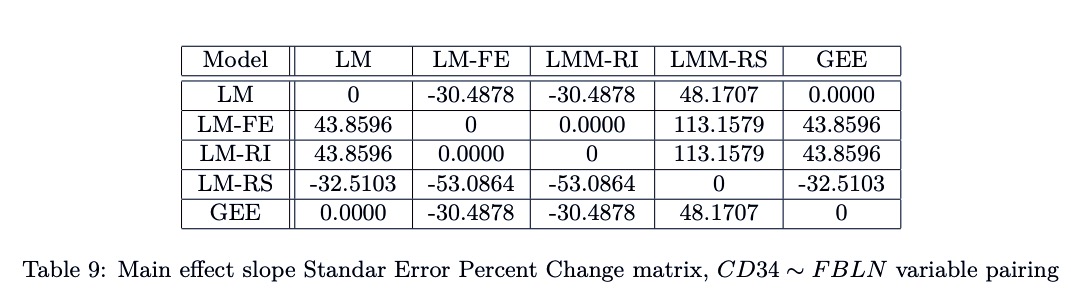 Model LM LM-FE LMM-RI LMM-RS GEE
LM 0 -30.4878 -30.4878 48.1707 0.0000
LM-FE 43.8596 0 0.0000 113.1579 43.8596
LM-RI 43.8596 0.0000 0 113.1579 43.8596
LM-RS -32.5103 -53.0864 -53.0864 0 -32.5103
GEE 0.0000 -30.4878 -30.4878 48.1707 0
Table 9: Main effect slope Standar Error Percent Change matrix, CD34 ∼ FBLN variable pairing